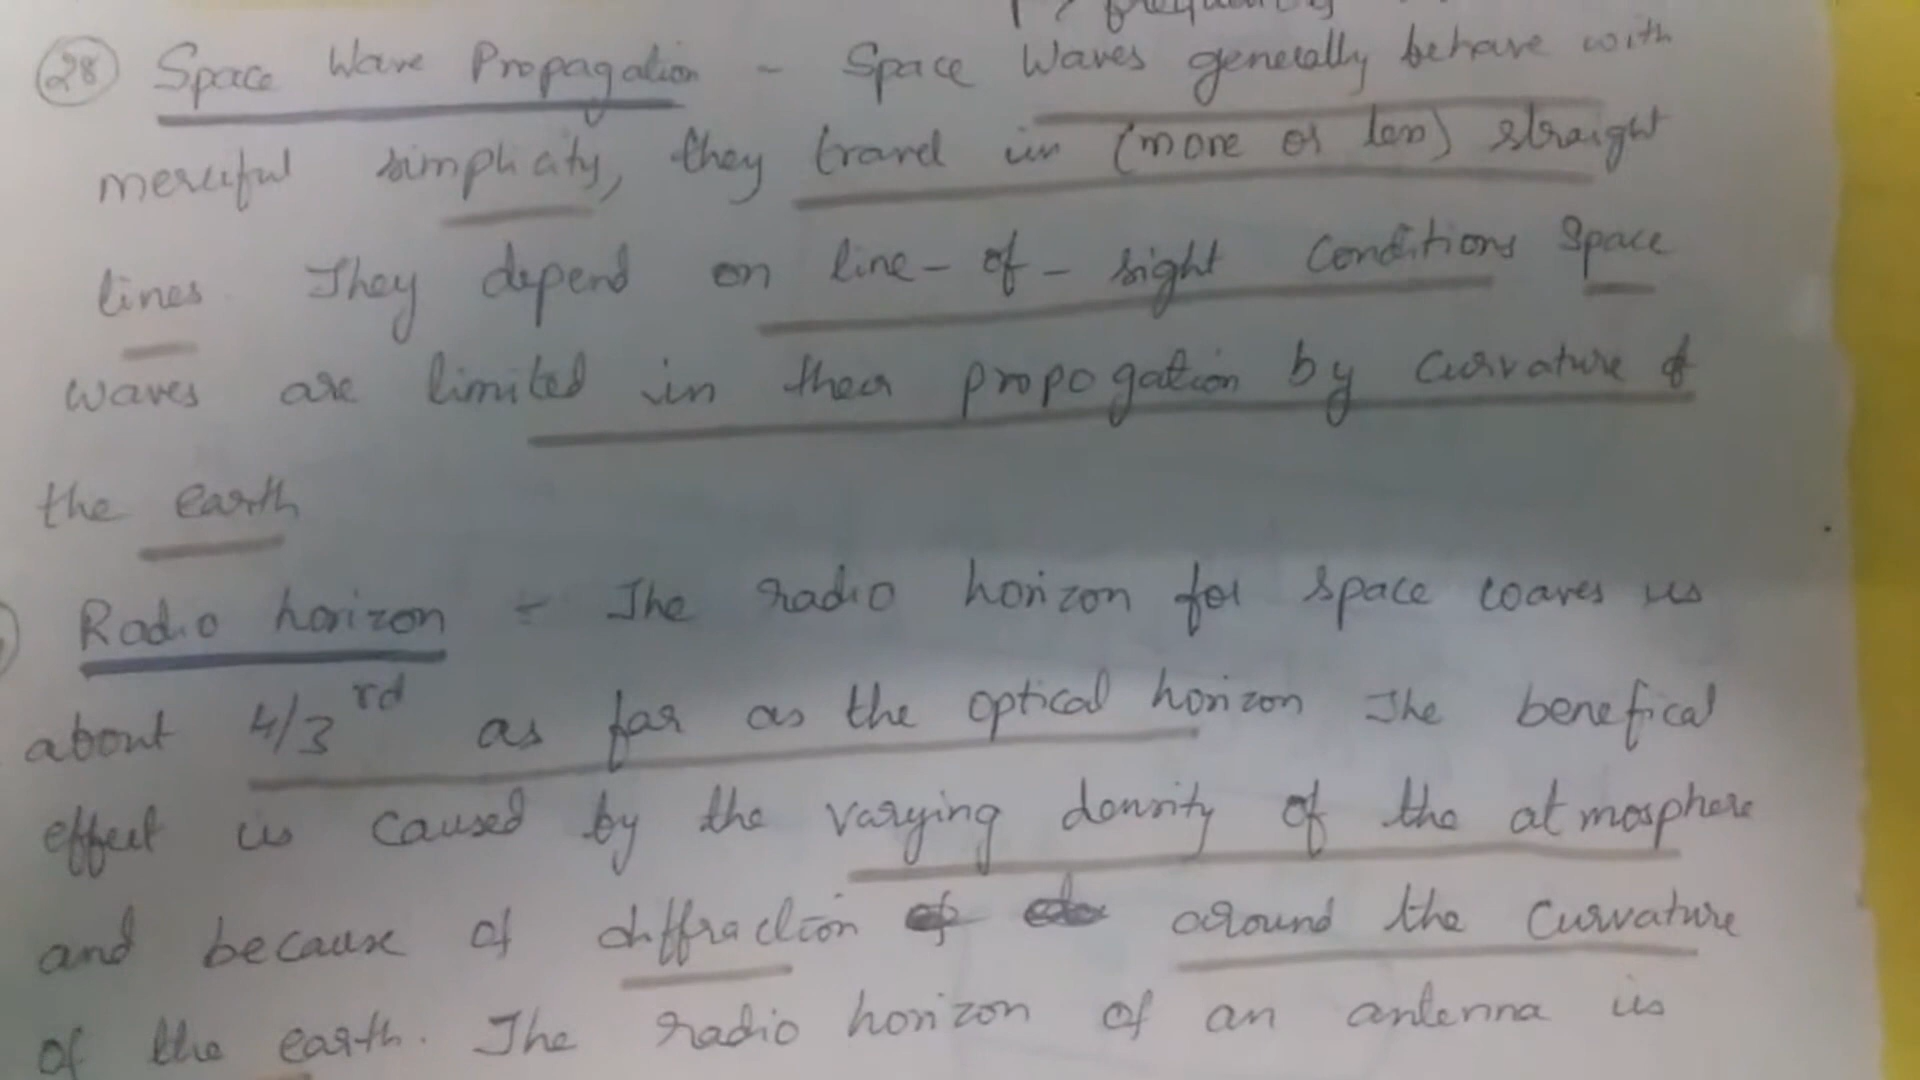 frequency
28 Space Wave Propagation - Space Waves generally behave with
merciful simplicity, they travel in (more or less) straight
lines. They depend on line-of-sight conditions Space
waves are limited in their propogation by curvature of
the earth
Radio horizon - The radio horizon for space waves is
about 4/3rd as far as the optical horizon The benefical
effect is caused by the varying density of the atmosphere
and because of diffraction around the curvature
of the earth. The radio horizon of an antenna is